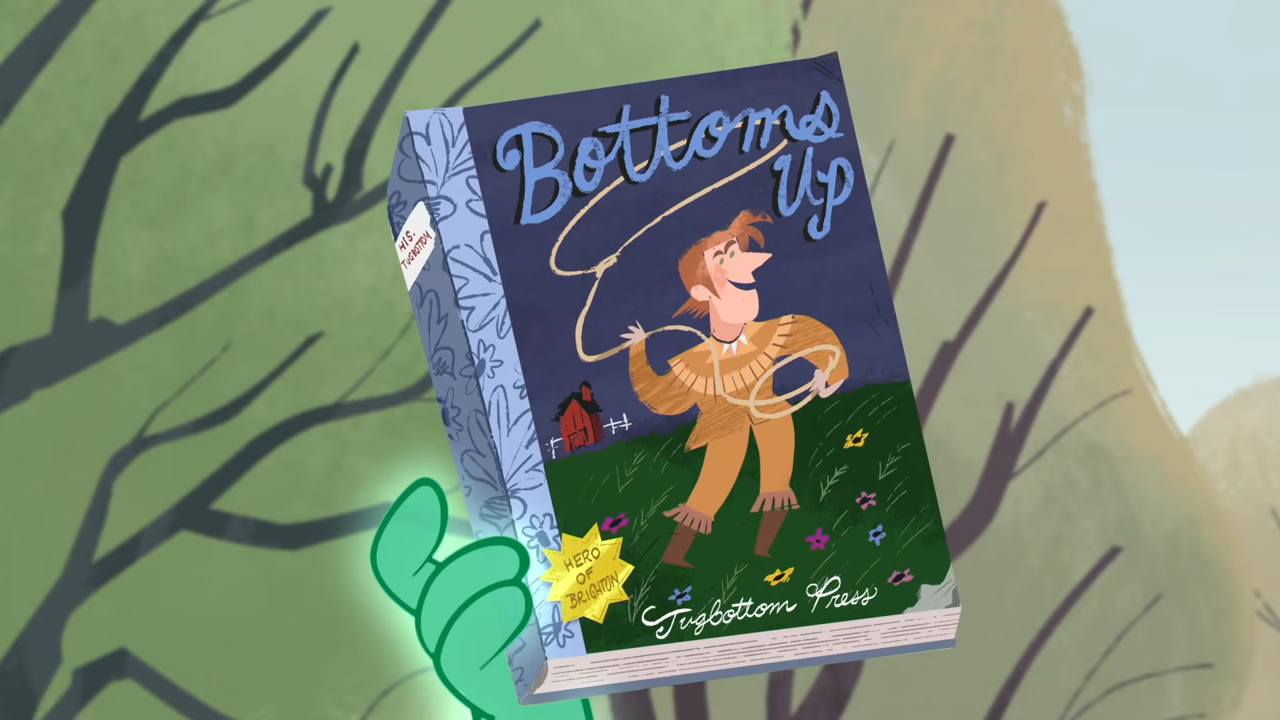 Bottoms
Up
HIS.
TUGBOTTOM
HERO
OF
BRIGHTON
Tugbottom Press